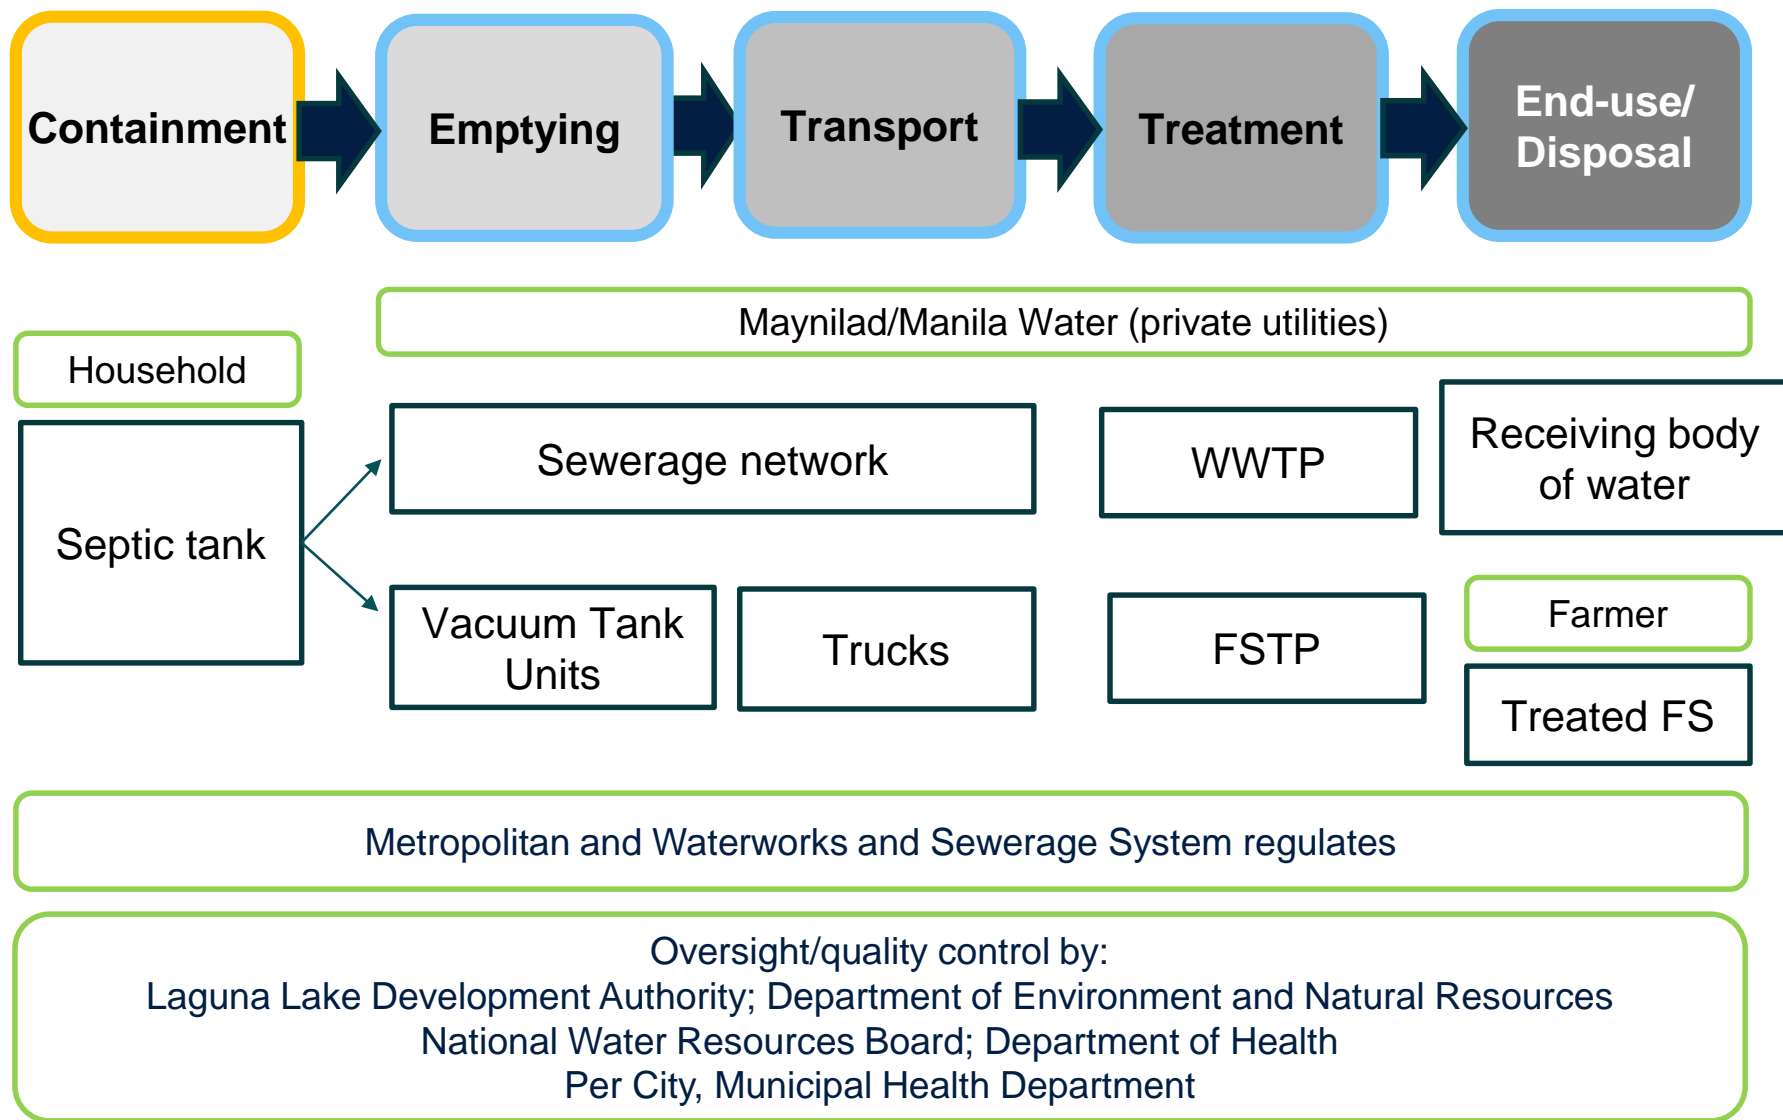 Containment
Emptying
Transport
Treatment
End-use/
Disposal
Maynilad/Manila Water (private utilities)
Household
Septic tank
Sewerage network
WWTP
Receiving body
of water
Vacuum Tank
Units
Trucks
FSTP
Farmer
Treated FS
Metropolitan and Waterworks and Sewerage System regulates
Oversight/quality control by:
Laguna Lake Development Authority; Department of Environment and Natural Resources
National Water Resources Board; Department of Health
Per City, Municipal Health Department